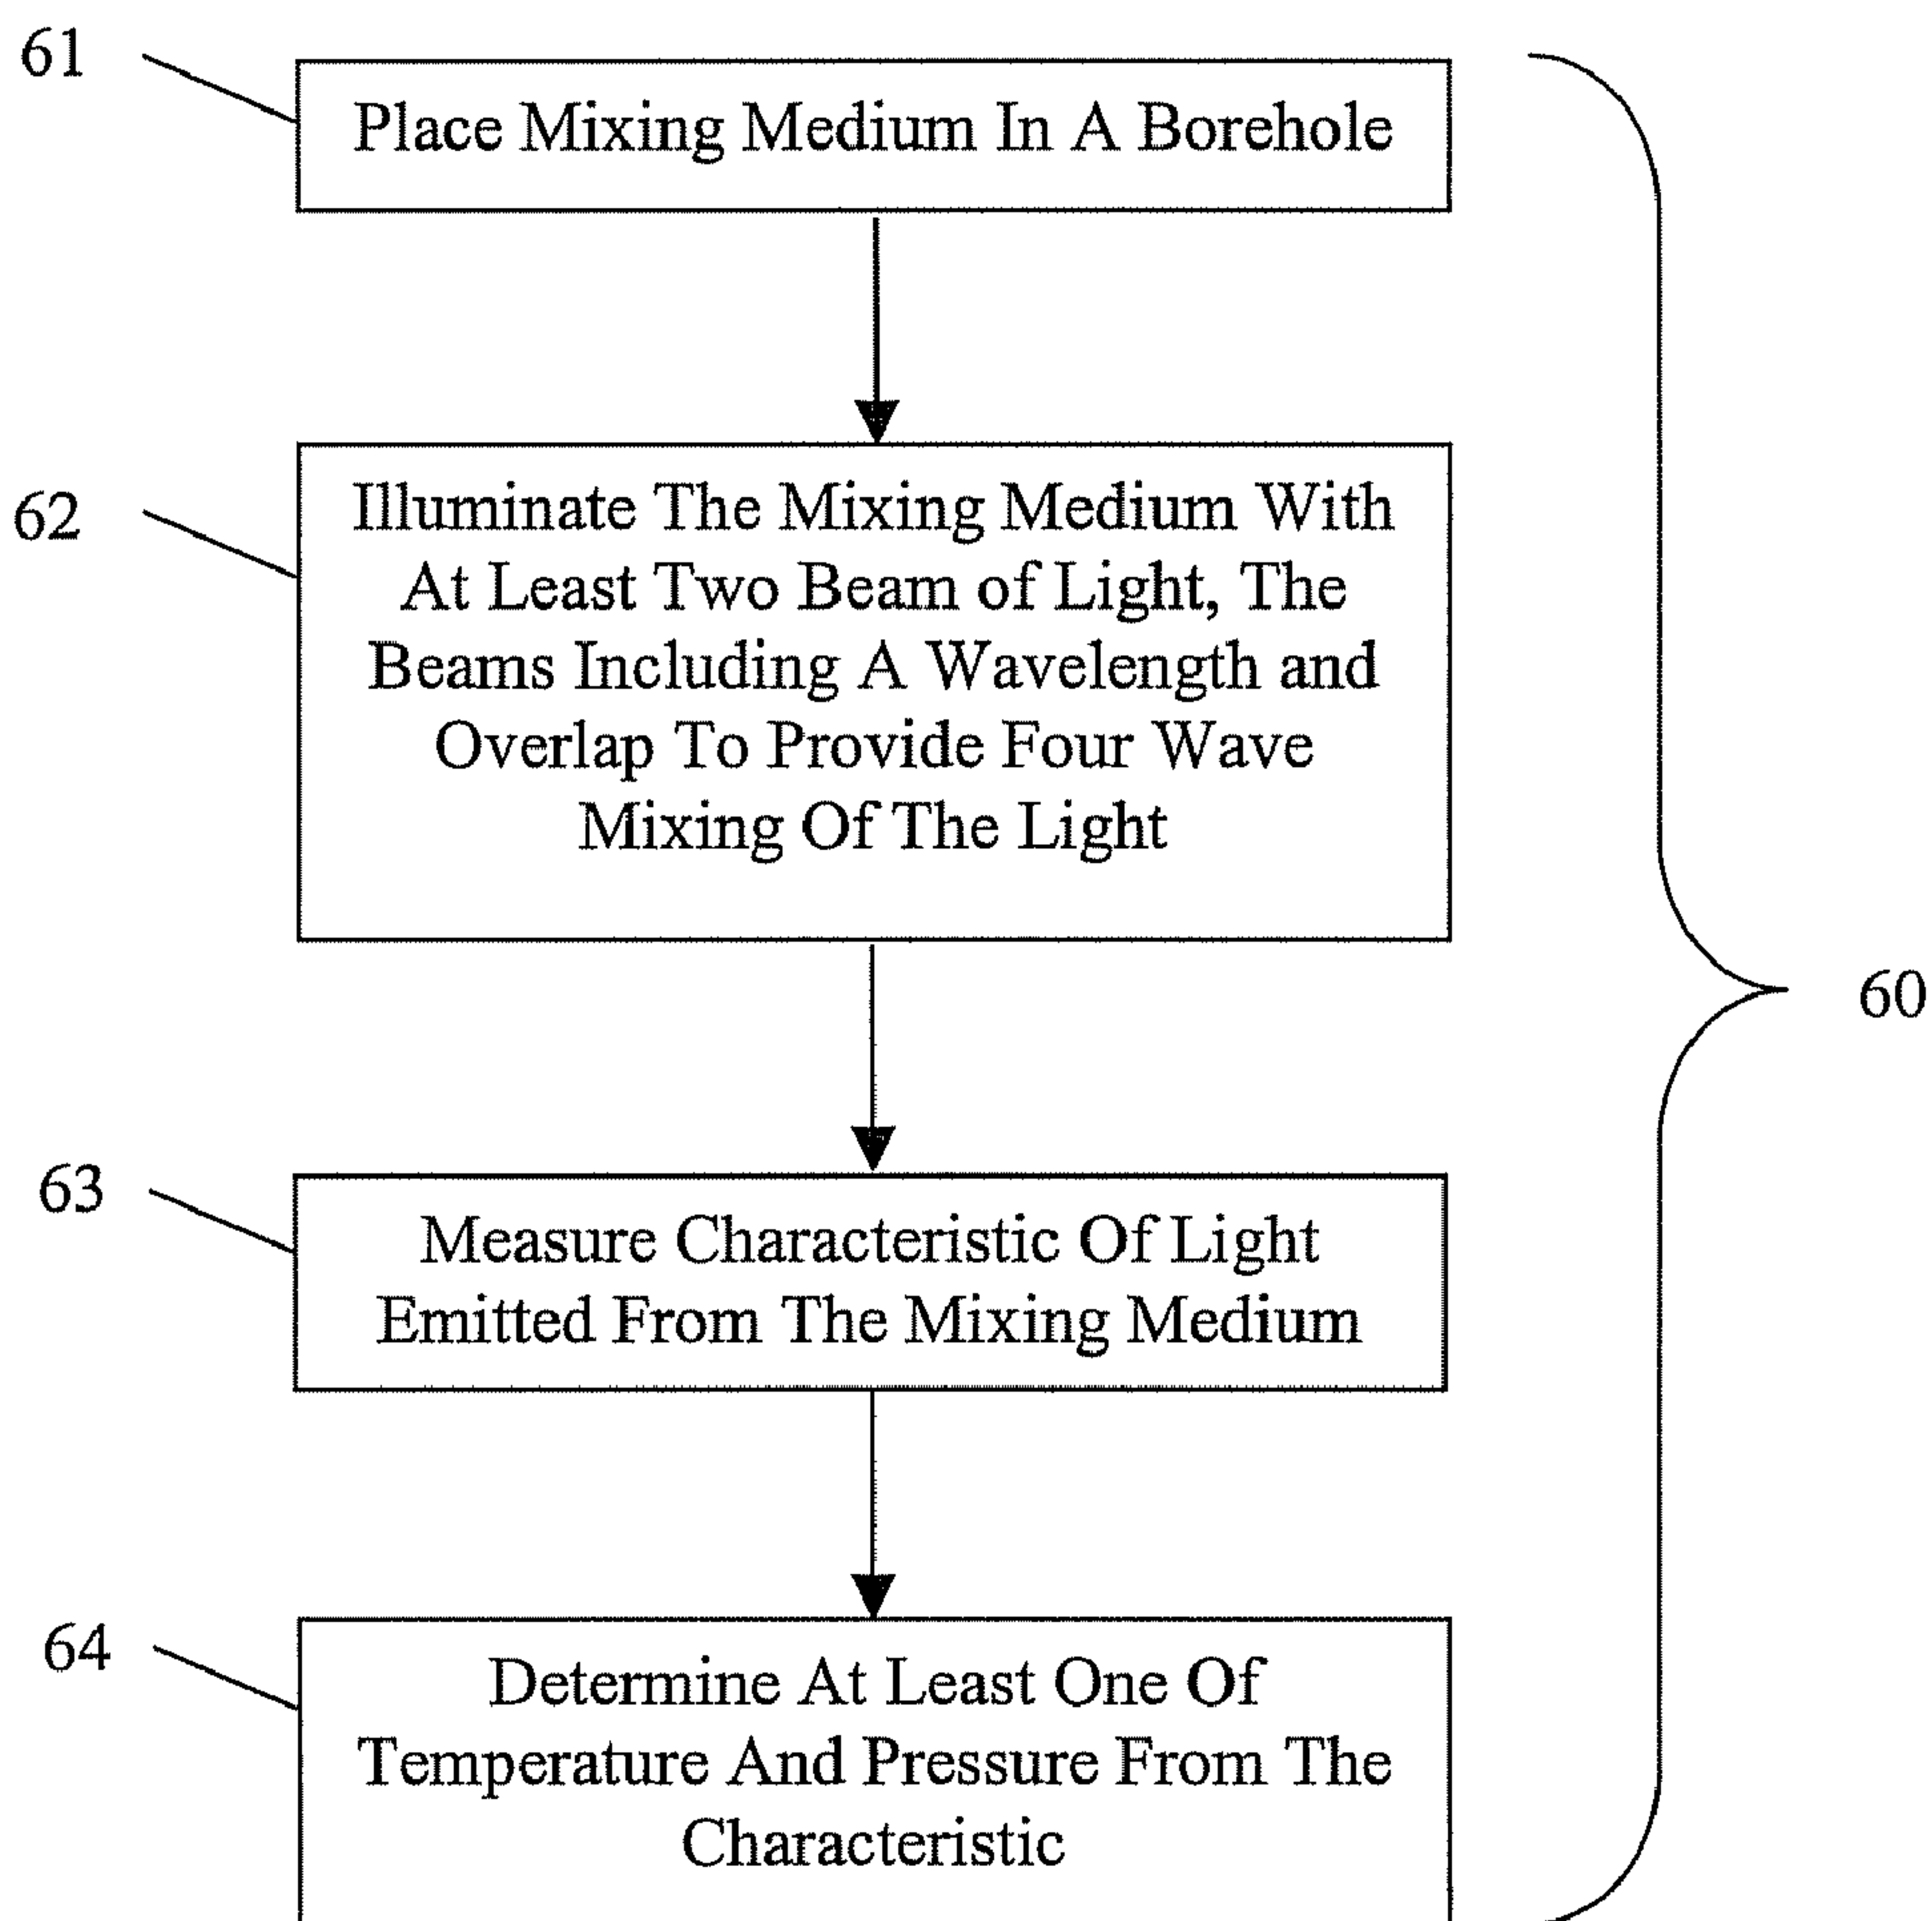 61
Place Mixing Medium In A Borehole
62
Illuminate The Mixing Medium With
At Least Two Beam of Light, The
Beams Including A Wavelength and
Overlap To Provide Four Wave
Mixing Of The Light
60
63
Measure Characteristic Of Light
Emitted From The Mixing Medium
64
Determine At Least One Of
Temperature And Pressure From The
Characteristic